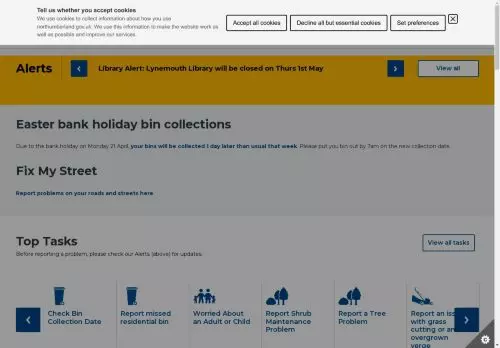 Tell us whether you accept cookies
We use cookies to collect information about how you use
northumberland.gov.uk. We use this information to make the website work as
well as possible and improve our services.
Accept all cookies
Decline all but essential cookies
Set preferences
Alerts
Library Alert: Lynemouth Library will be closed on Thurs 1st May
View all
Easter bank holiday bin collections
Due to the bank holiday on Monday 21 April, your bins will be collected 1 day later than usual that week. Please put you bin out by 7am on the new collection date.
Fix My Street
Report problems on your roads and streets here
Top Tasks
Before reporting a problem, please check our Alerts (above) for updates.
View all tasks
Check Bin
Collection Date
Report missed
residential bin
Worried About
an Adult or Child
Report Shrub
Maintenance
Problem
Report a Tree
Problem
Report an iss
with grass
cutting or an
overgrown
verge